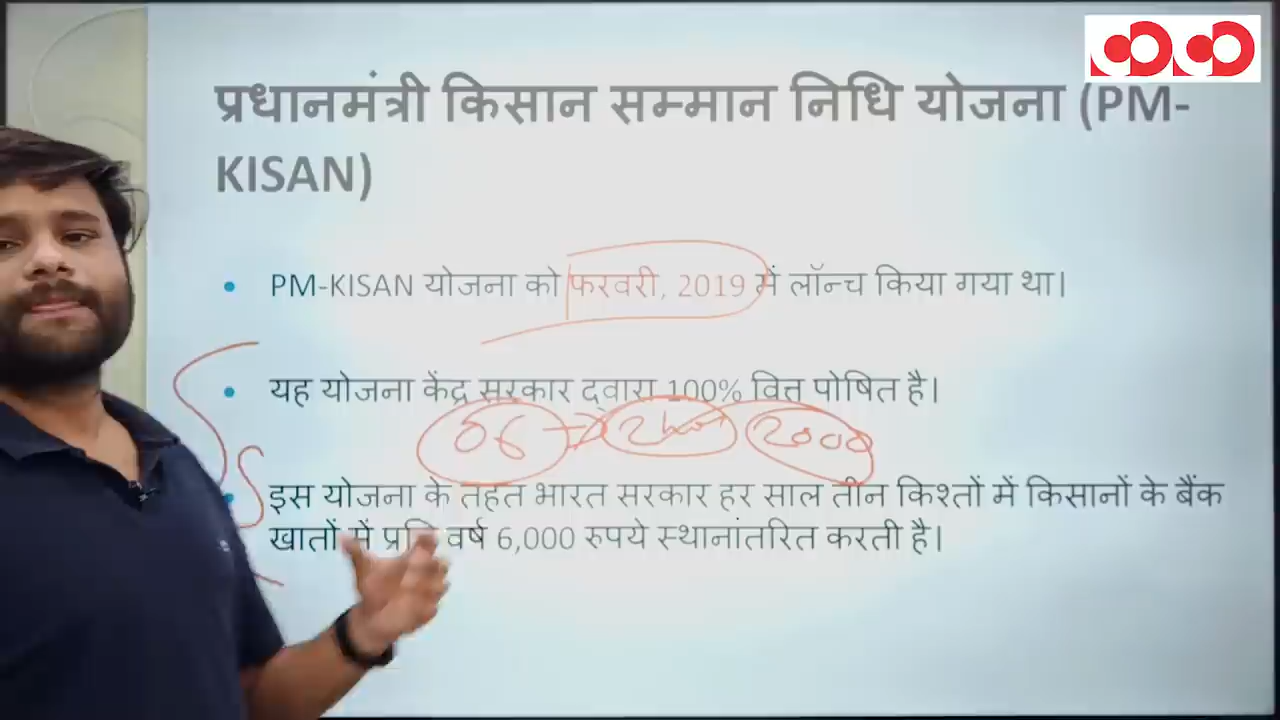 प्रधानमंत्री किसान सम्मान निधि योजना (PM-
KISAN)
• PM-KISAN योजना को फरवरी, 2019 में लॉन्च किया गया था।
• यह योजना केंद्र सरकार द्वारा 100% वित्त पोषित है।
06 2000
• इस योजना के तहत भारत सरकार हर साल तीन किश्तों में किसानों के बैंक
खातों में प्रति वर्ष 6,000 रुपये स्थानांतरित करती है।